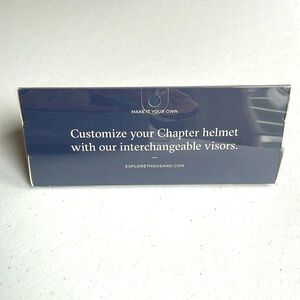 MAKE IT YOUR OWN
Customize your Chapter helmet
with our interchangeable visors.
EXPLORETHOUSAND.COM